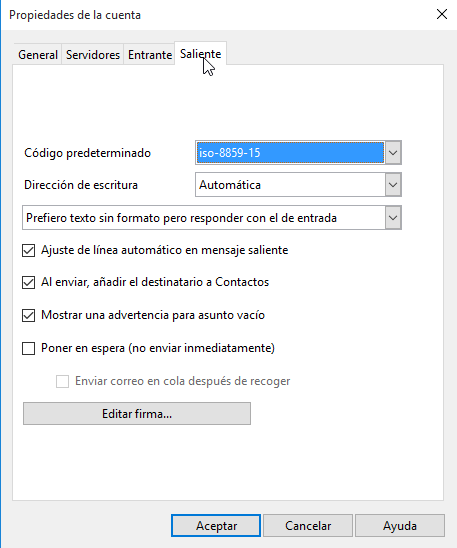 Propiedades de la cuenta
General Servidores Entrante Saliente
Código predeterminado iso-8859-15
Dirección de escritura Automática
Prefiero texto sin formato pero responder con el de entrada
Ajuste de línea automático en mensaje saliente
Al enviar, añadir el destinatario a Contactos
Mostrar una advertencia para asunto vacío
Poner en espera (no enviar inmediatamente)
Enviar correo en cola después de recoger
Editar firma...
Aceptar Cancelar Ayuda